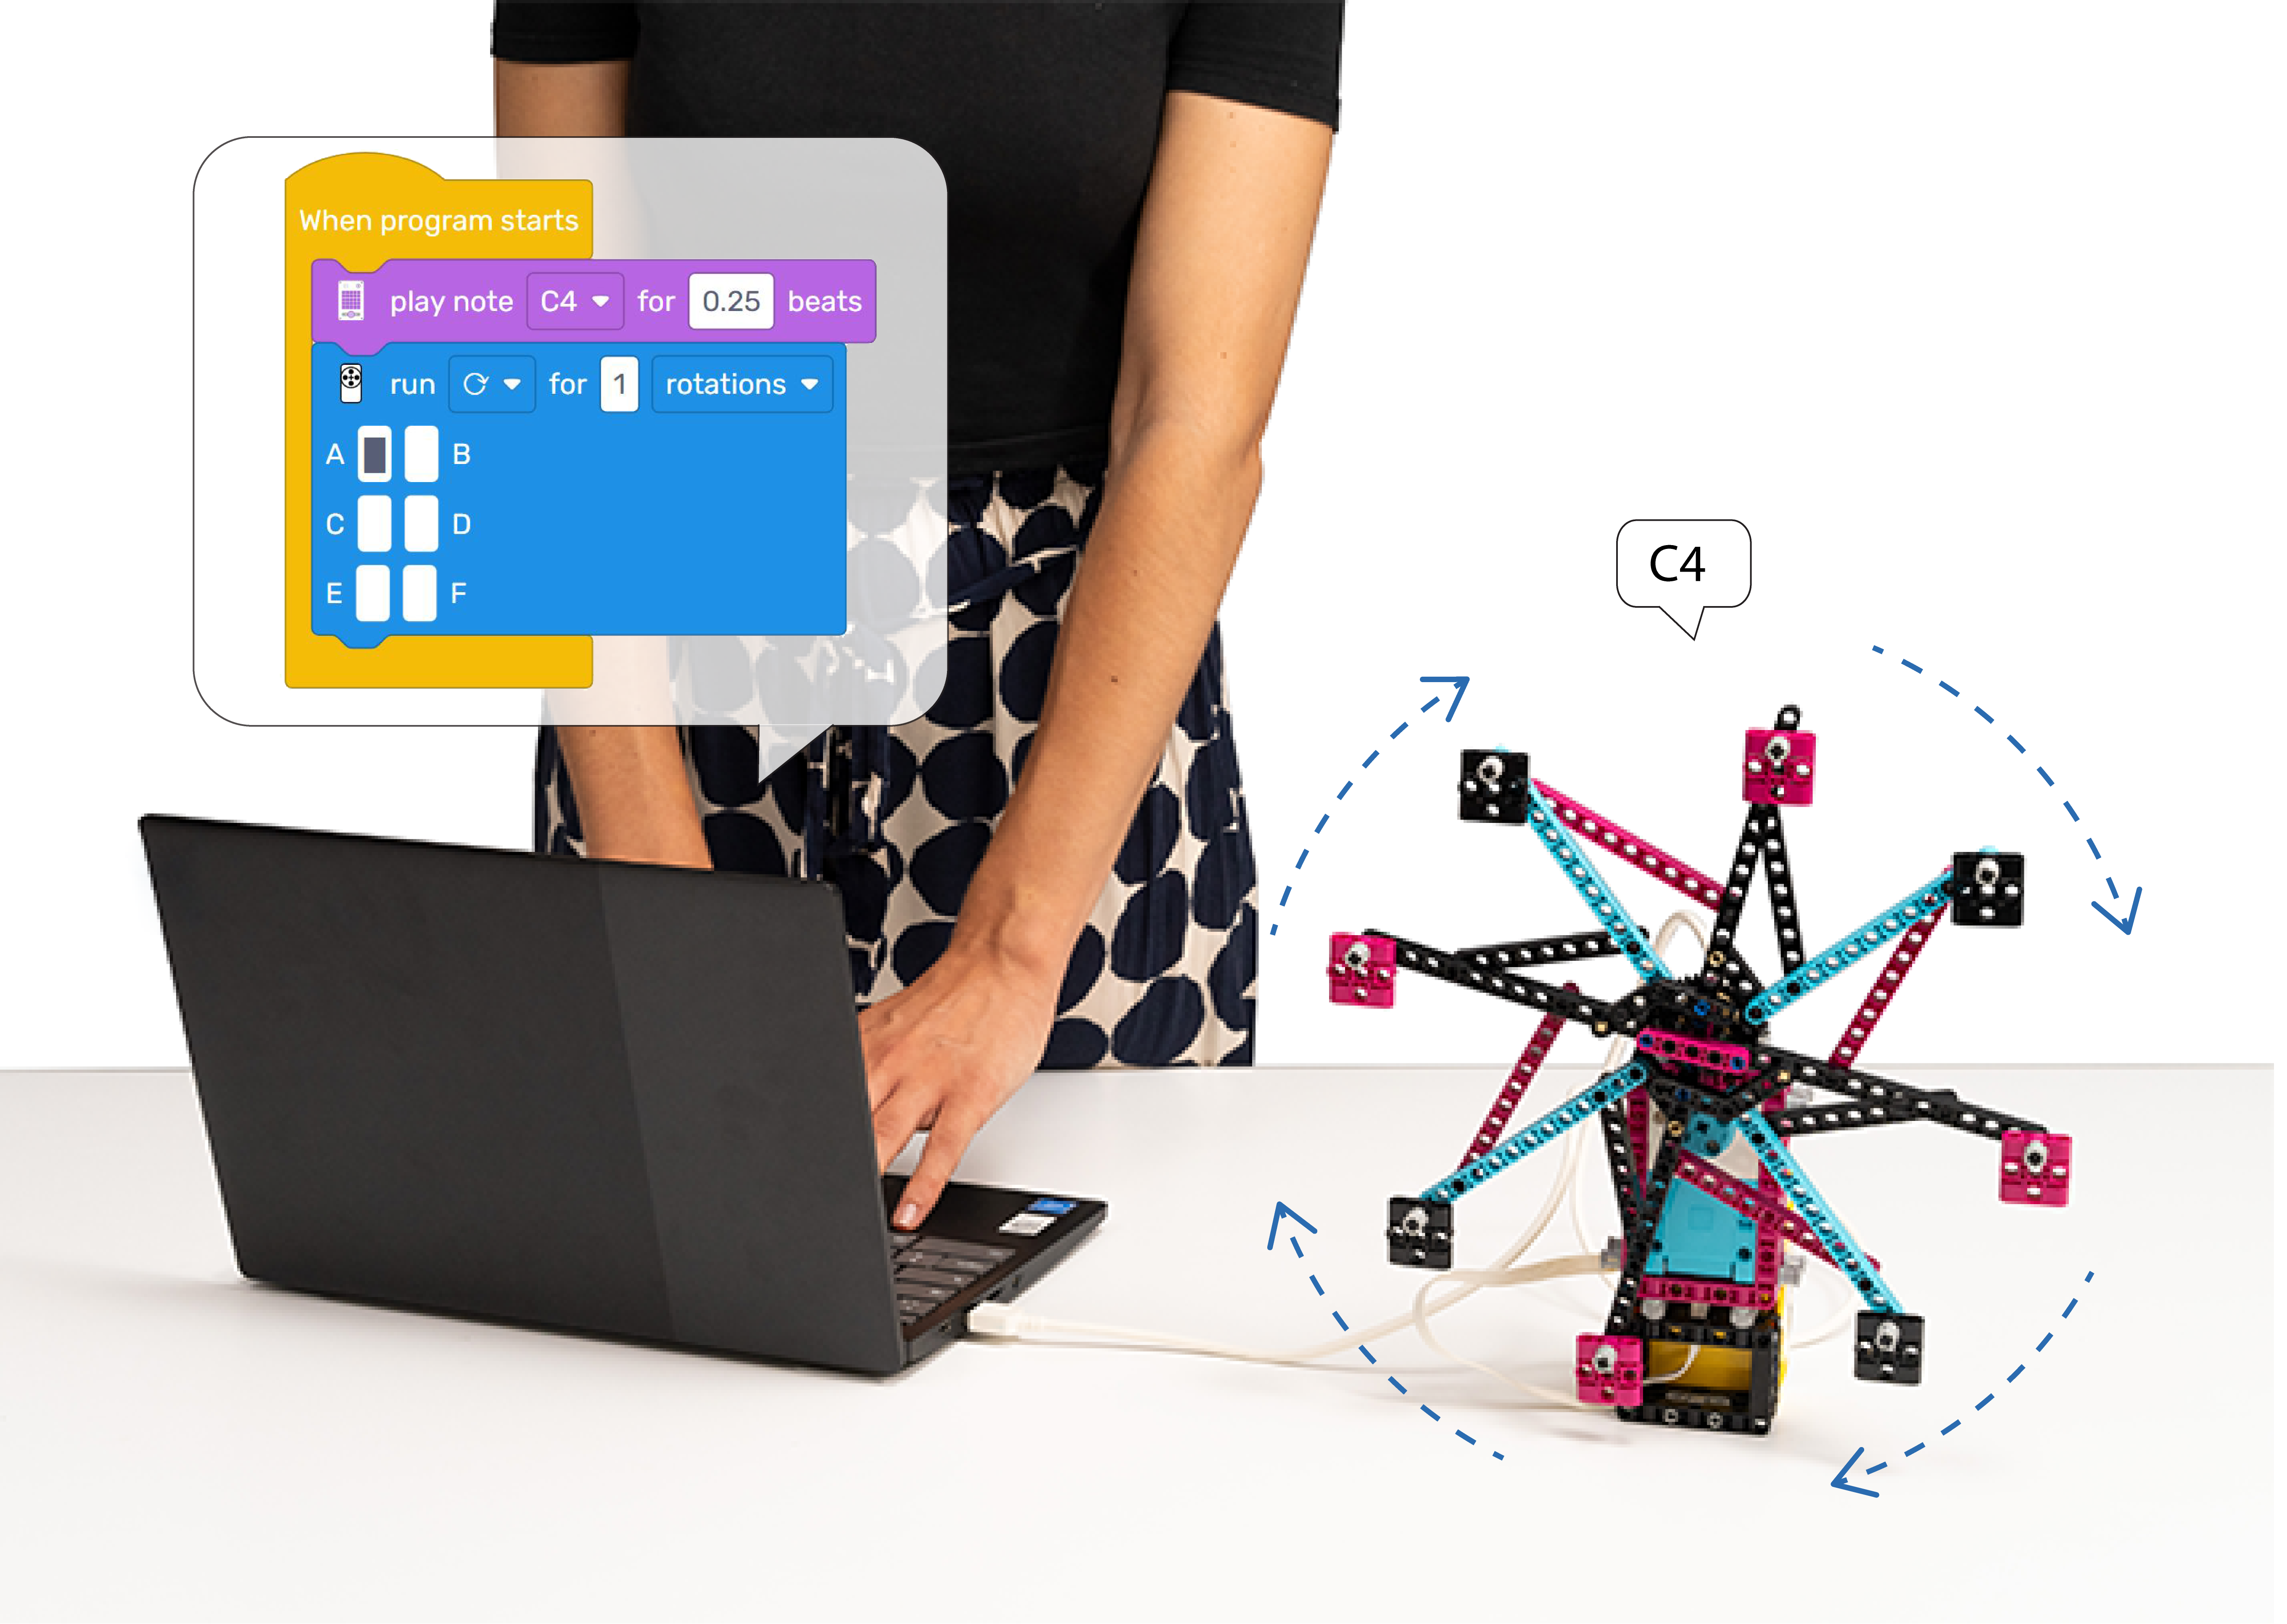 When program starts
play note C4 for 0.25 beats
run for 1 rotations
A B
C D
E F
C4